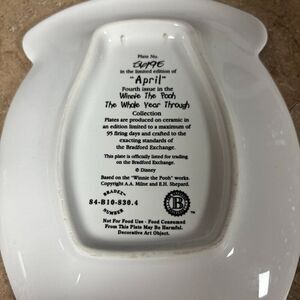 Plate No.
in the limited edition of
"April"
Fourth issue in the
Winnie The Pooh
The Whole Year Through
Collection
Plates are produced on ceramic in
an edition limited to a maximum of
95 firing days and crafted to the
exacting standards of
the Bradford Exchange.
This plate is officially listed for trading
on the Bradford Exchange.
© Disney
Based on the "Winnie the Pooh" works.
Copyright A.A. Milne and E.H. Shepard.
BRADEX
84-B10-830.4
NUMBER
B
Not For Food Use - Food Consumed
From This Plate May Be Harmful.
Decorative Art Object.